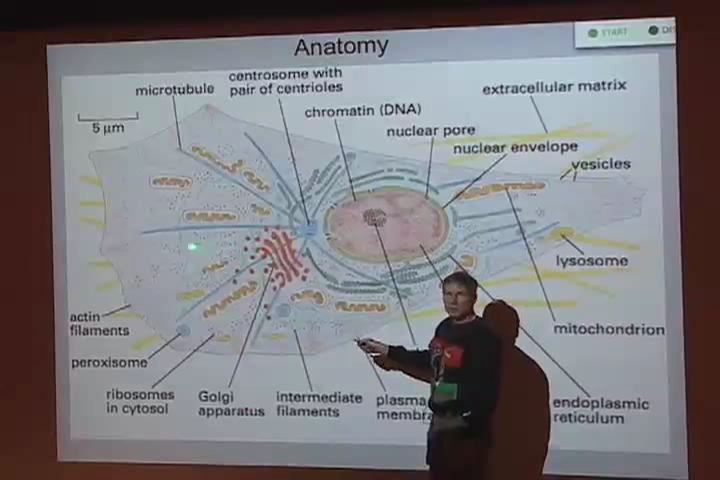 Anatomy
START
microtubule
centrosome with
pair of centrioles
extracellular matrix
5 µm
chromatin (DNA)
nuclear pore
nuclear envelope
vesicles
lysosome
actin
filaments
mitochondrion
peroxisome
ribosomes
in cytosol
Golgi
apparatus
intermediate
filaments
plasma
endoplasmic
reticulum